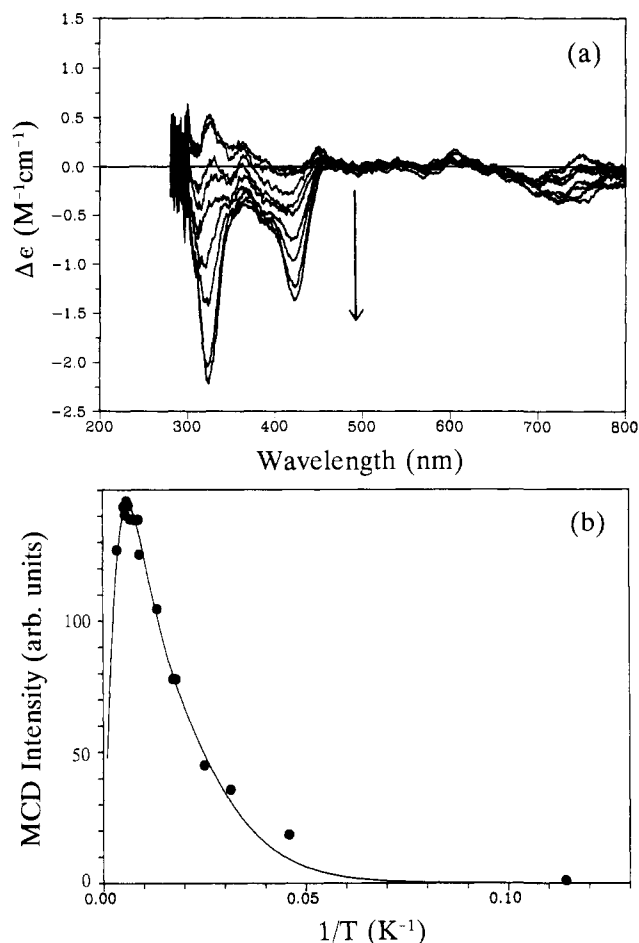 (a)
Δϵ (M⁻¹cm⁻¹)
1.5
1.0
0.5
0.0
−0.5
−1.0
−1.5
−2.0
−2.5
200 300 400 500 600 700 800
Wavelength (nm)
(b)
MCD Intensity (arb. units)
100
50
0
0.00 0.05 0.10
1/T (K⁻¹)